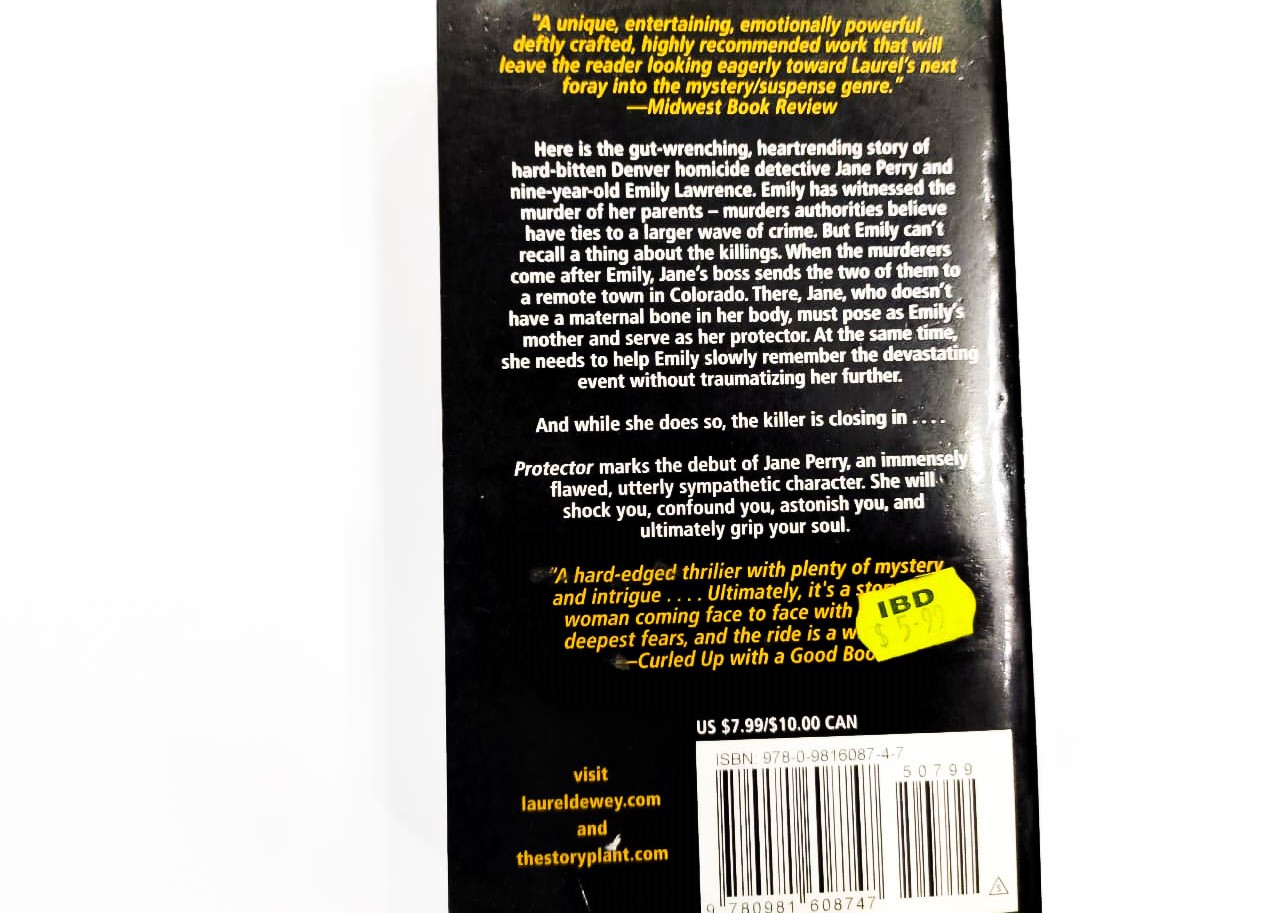 "A unique, entertaining, emotionally powerful,
deftly crafted, highly recommended work that will
leave the reader looking eagerly toward Laurel's next
foray into the mystery/suspense genre."
—Midwest Book Review
Here is the gut-wrenching, heartrending story of
hard-bitten Denver homicide detective Jane Perry and
nine-year-old Emily Lawrence. Emily has witnessed the
murder of her parents – murders authorities believe
have ties to a larger wave of crime. But Emily can't
recall a thing about the killings. When the murderers
come after Emily, Jane's boss sends the two of them to
a remote town in Colorado. There, Jane, who doesn't
have a maternal bone in her body, must pose as Emily's
mother and serve as her protector. At the same time,
she needs to help Emily slowly remember the devastating
event without traumatizing her further.
And while she does so, the killer is closing in . . . .
Protector marks the debut of Jane Perry, an immensely
flawed, utterly sympathetic character. She will
shock you, confound you, astonish you, and
ultimately grip your soul.
"A hard-edged thriller with plenty of mystery
and intrigue . . . . Ultimately, it's a
woman coming face to face with
deepest fears, and the ride is a
—Curled Up with a Good
IBD
$ 5-99
US $7.99/$10.00 CAN
ISBN: 978-0-9816087-4-7
50799
9 780981 608747
visit
laureldewey.com
and
thestoryplant.com